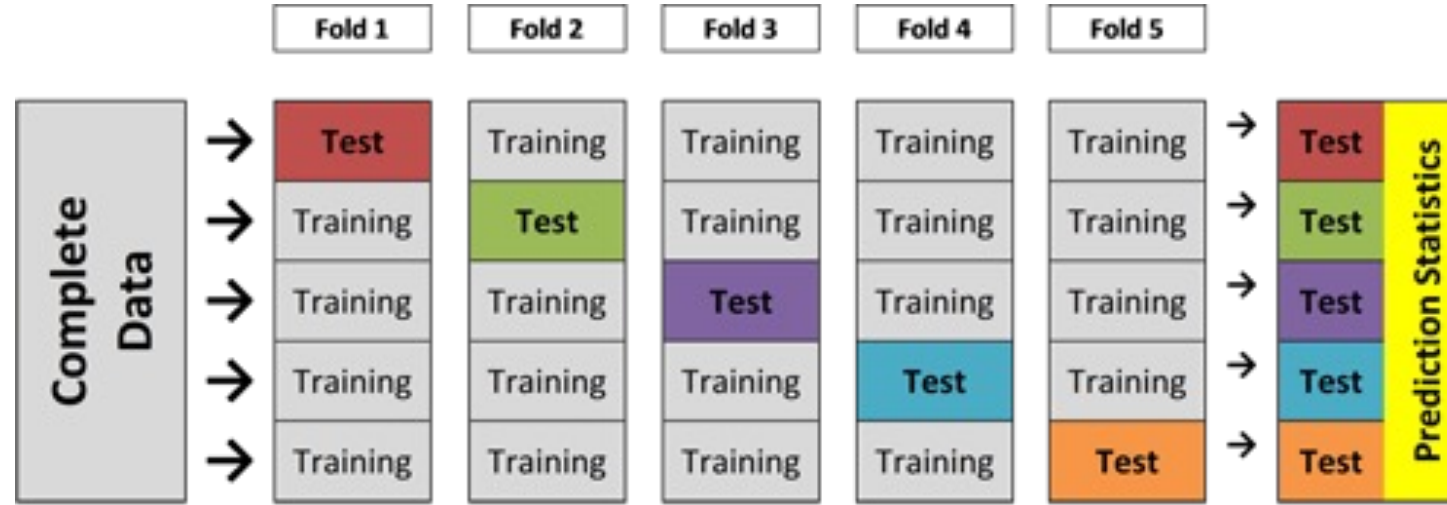 Fold 1 Fold 2 Fold 3 Fold 4 Fold 5
Complete
Data
Test Training Training Training Training Test
Training Test Training Training Training Test
Training Training Test Training Training Test
Training Training Training Test Training Test
Training Training Training Training Test Test
Prediction Statistics